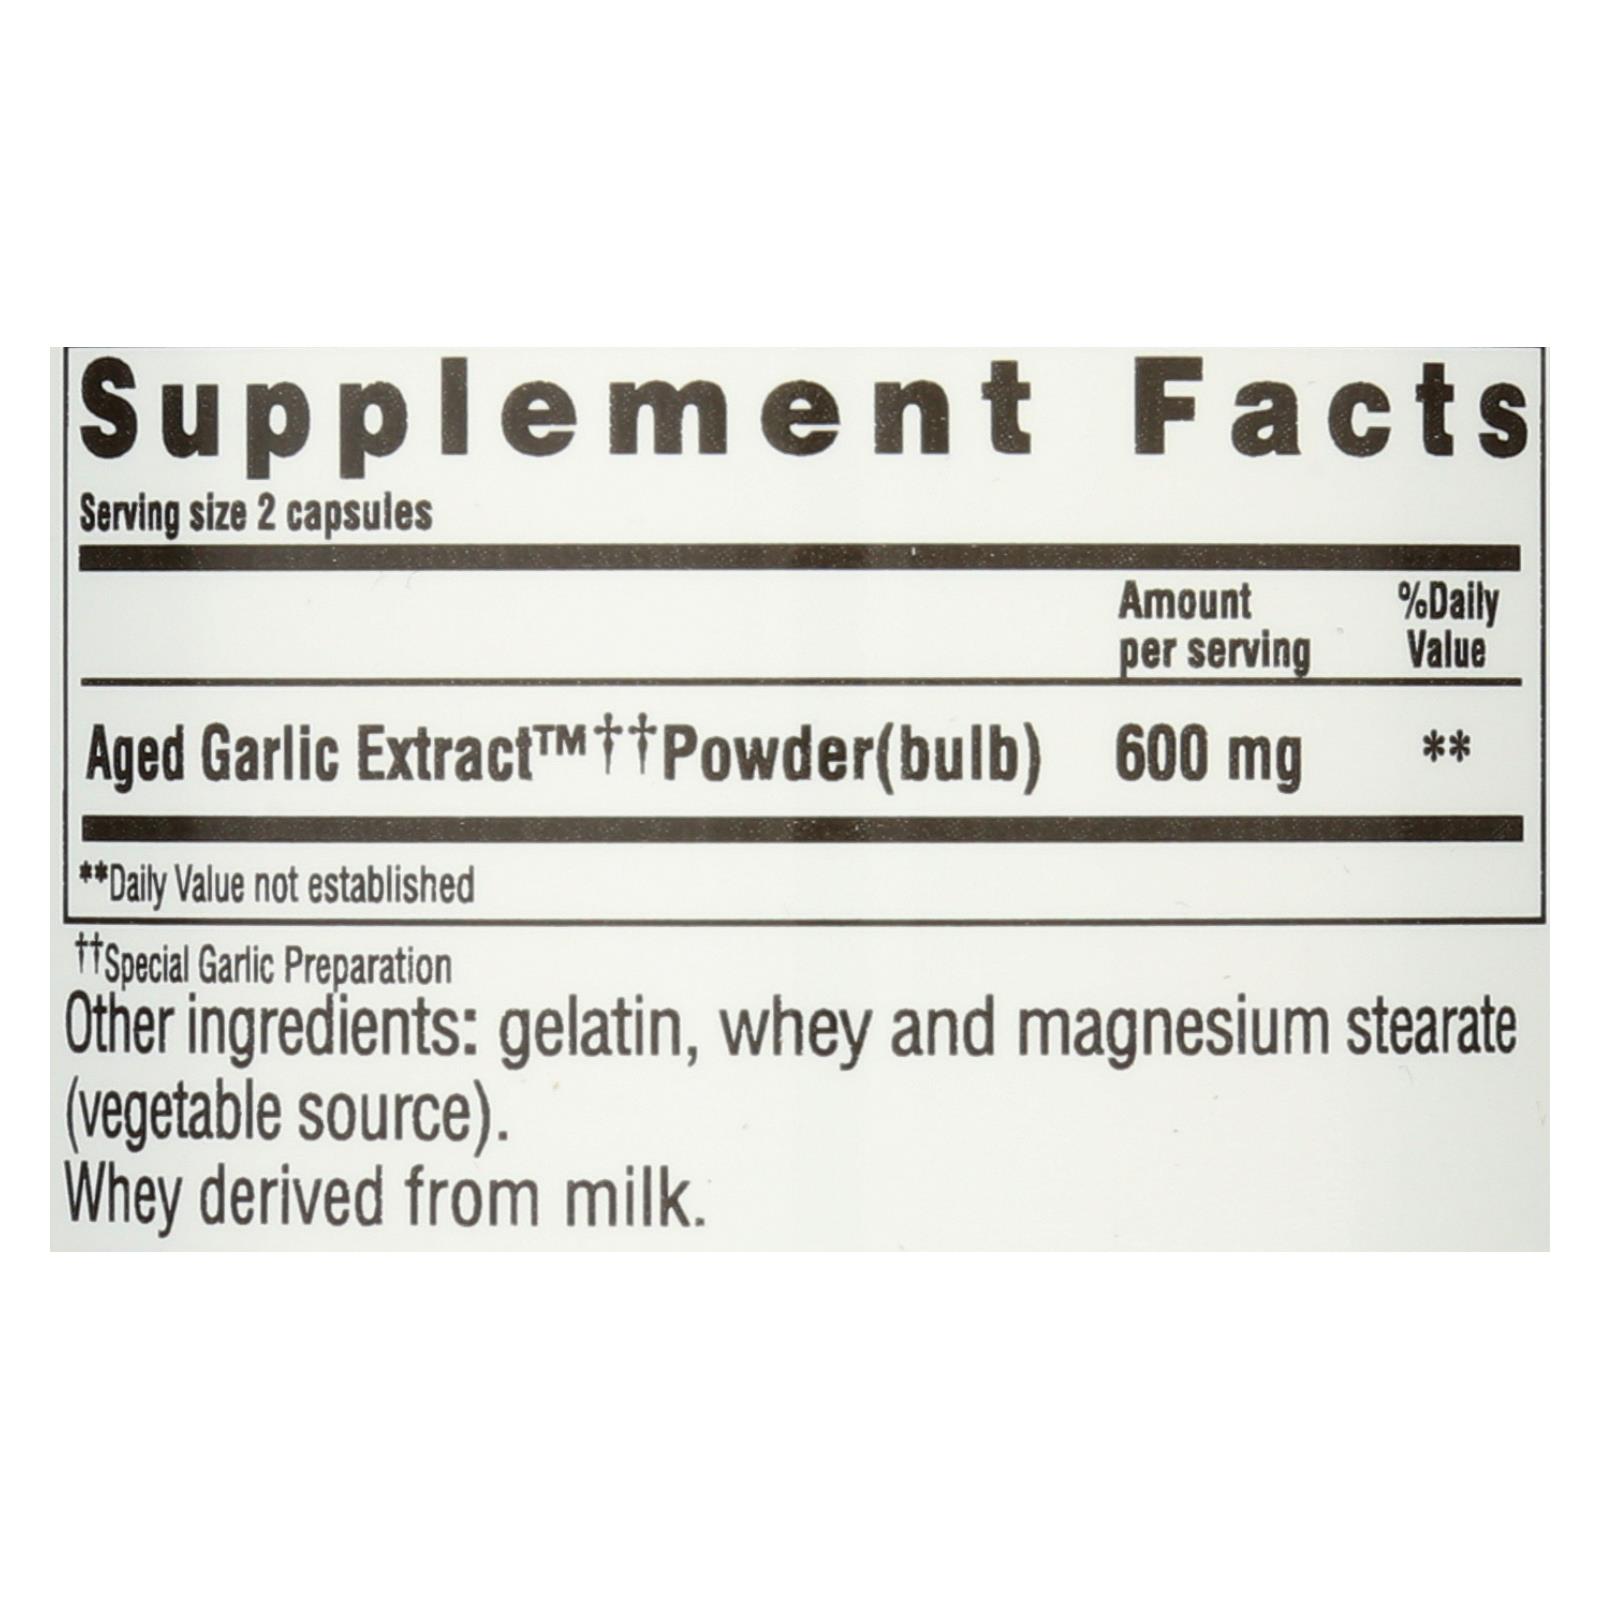 Supplement Facts
Serving size 2 capsules
Amount %Daily
per serving Value
Aged Garlic Extract™††Powder(bulb) 600 mg **
**Daily Value not established
††Special Garlic Preparation
Other ingredients: gelatin, whey and magnesium stearate
(vegetable source).
Whey derived from milk.